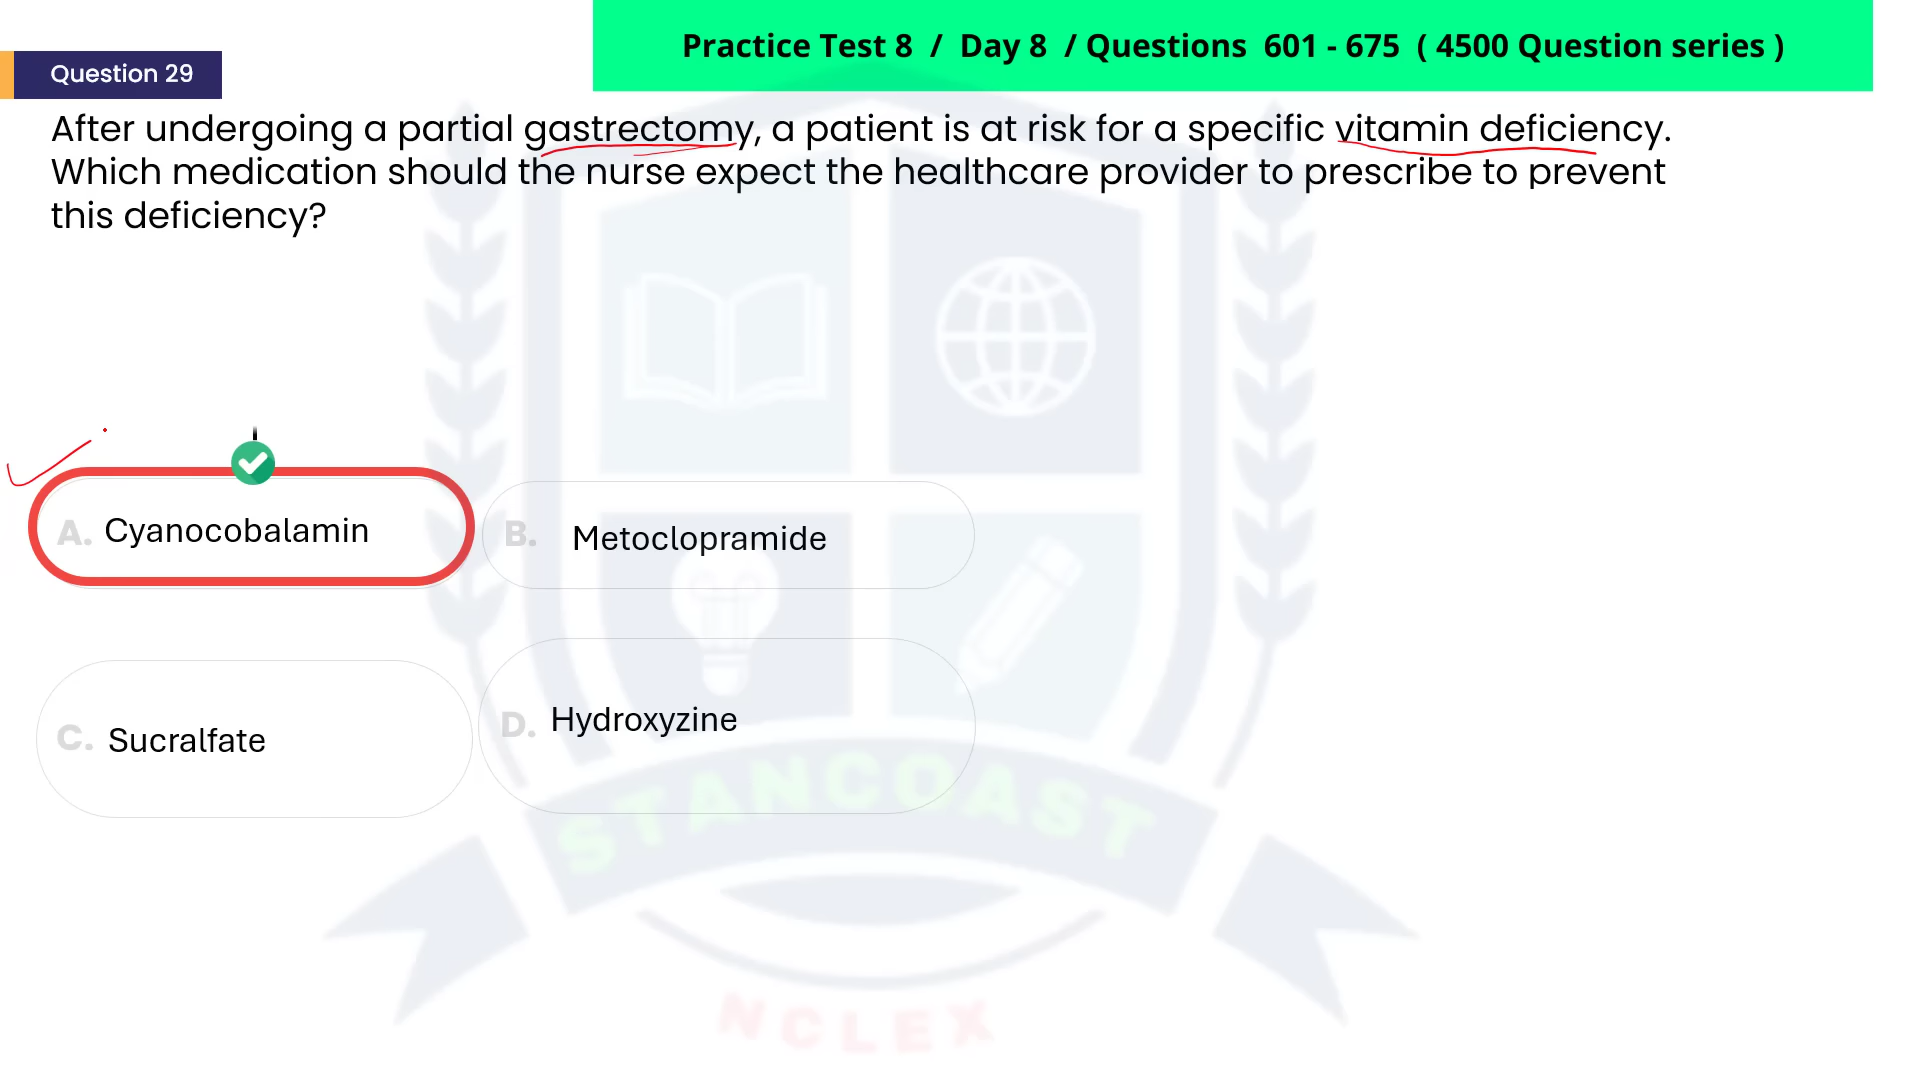 Practice Test 8 / Day 8 / Questions 601 - 675 ( 4500 Question series )
Question 29
After undergoing a partial gastrectomy, a patient is at risk for a specific vitamin deficiency.
Which medication should the nurse expect the healthcare provider to prescribe to prevent
this deficiency?
A. Cyanocobalamin
B. Metoclopramide
C. Sucralfate
D. Hydroxyzine
STANCOAST
NCLEX